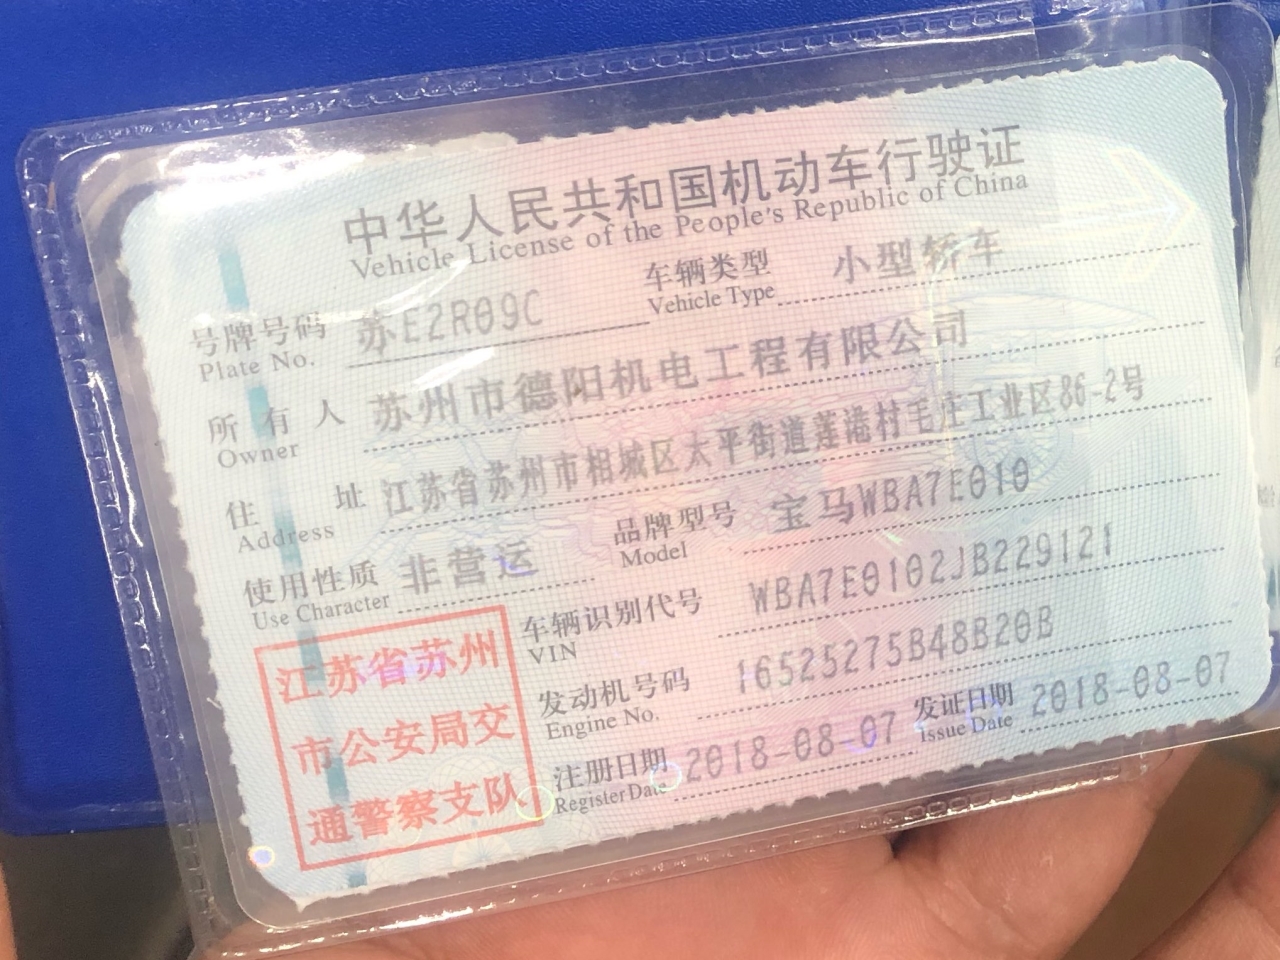 中华人民共和国机动车行驶证
Vehicle License of the People's Republic of China
号牌号码 苏E2R09C 车辆类型 小型轿车
Plate No. Vehicle Type
所有人 苏州市德阳机电工程有限公司
Owner
住址 江苏省苏州市相城区太平街道莲港村毛庄工业区86-2号
Address
使用性质 非营运 品牌型号 宝马WBA7E010
Use Character Model
车辆识别代号 WBA7E0102JB229121
VIN
发动机号码 16525275B48B20B
Engine No.
注册日期 2018-08-07 发证日期 2018-08-07
Register Date Issue Date
江苏省苏州
市公安局交
通警察支队